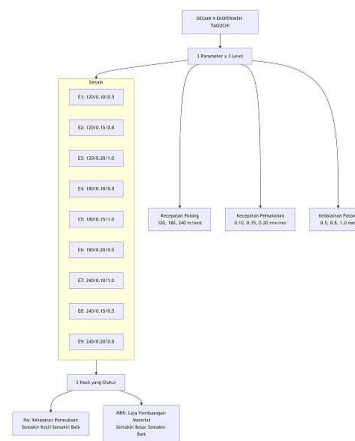 DESAIN 9 EKSPERIMEN
TAGUCHI
3 Parameter x 3 Level
Desain
E1: 120/0.10/0.5
E2: 120/0.15/0.8
E3: 120/0.20/1.0
E4: 180/0.10/0.8
E5: 180/0.15/1.0
E6: 180/0.20/0.5
E7: 240/0.10/1.0
E8: 240/0.15/0.5
E9: 240/0.20/0.8
Kecepatan Potong
120, 180, 240 m/min
Kecepatan Pemakanan
0.10, 0.15, 0.20 mm/rev
Kedalaman Potong
0.5, 0.8, 1.0 mm
2 Hasil yang Diukur
Ra: Kekasaran Permukaan
Semakin Kecil Semakin Baik
MRR: Laju Pembuangan
Material
Semakin Besar Semakin
Baik